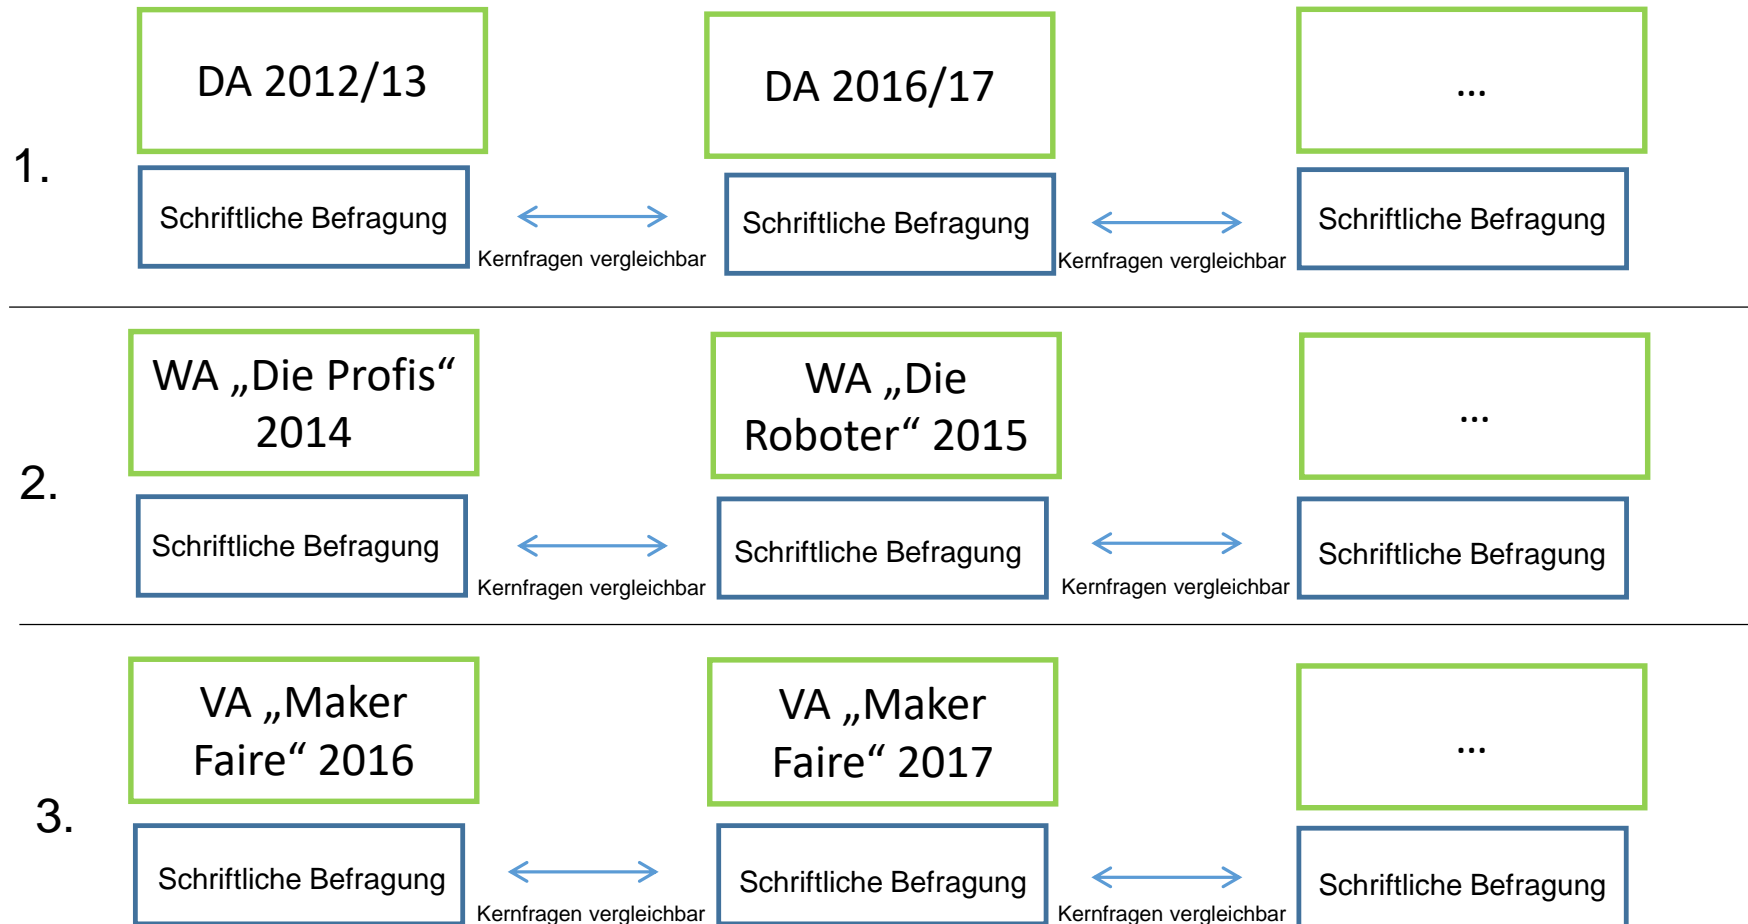 1.
DA 2012/13
DA 2016/17
...
Schriftliche Befragung
Kernfragen vergleichbar
Schriftliche Befragung
Kernfragen vergleichbar
Schriftliche Befragung
2.
WA „Die Profis“
2014
WA „Die
Roboter“ 2015
...
Schriftliche Befragung
Kernfragen vergleichbar
Schriftliche Befragung
Kernfragen vergleichbar
Schriftliche Befragung
3.
VA „Maker
Faire“ 2016
VA „Maker
Faire“ 2017
...
Schriftliche Befragung
Kernfragen vergleichbar
Schriftliche Befragung
Kernfragen vergleichbar
Schriftliche Befragung